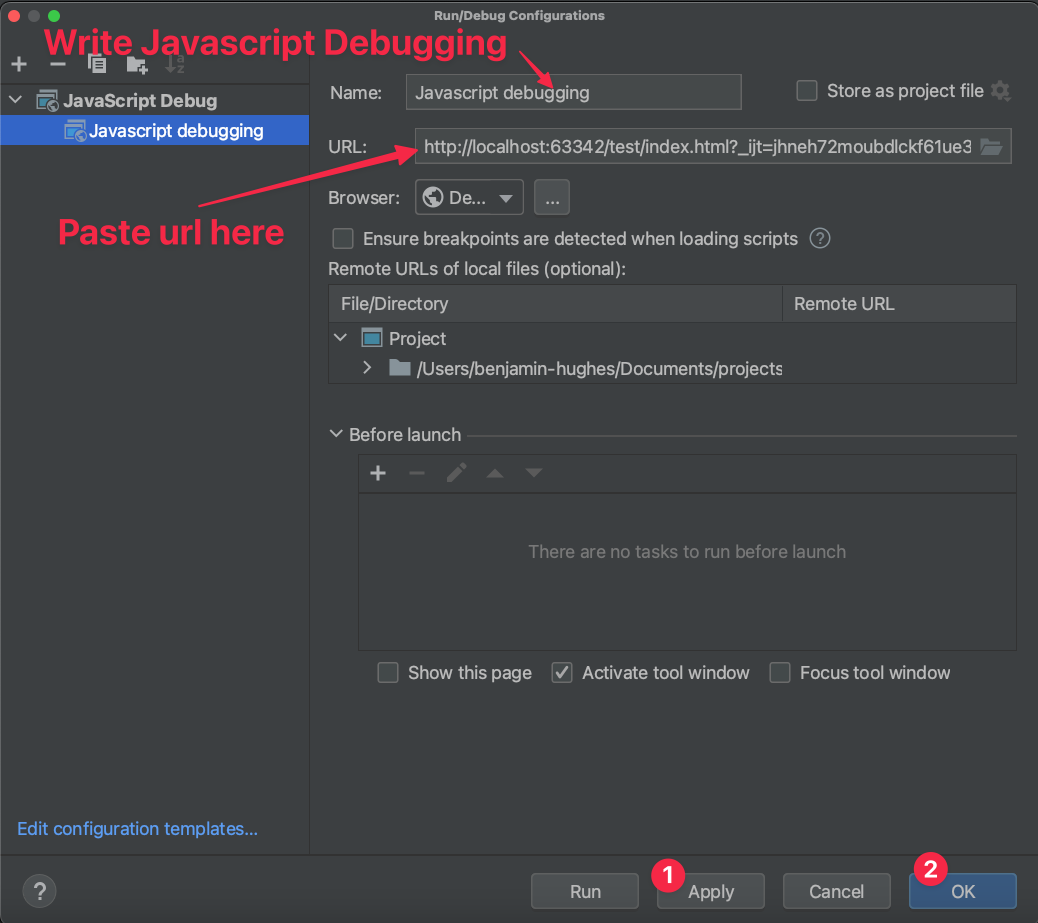 Run/Debug Configurations
Write Javascript Debugging
JavaScript Debug
Javascript debugging
Name: Javascript debugging
Store as project file
URL: http://localhost:63342/test/index.html?_ijt=jhneh72moubdlckf61ue3
Paste url here
Browser: De... ...
Ensure breakpoints are detected when loading scripts ?
Remote URLs of local files (optional):
File/Directory Remote URL
Project
/Users/benjamin-hughes/Documents/projects
Before launch
There are no tasks to run before launch
Show this page Activate tool window Focus tool window
Edit configuration templates...
? Run 1 Apply Cancel 2 OK